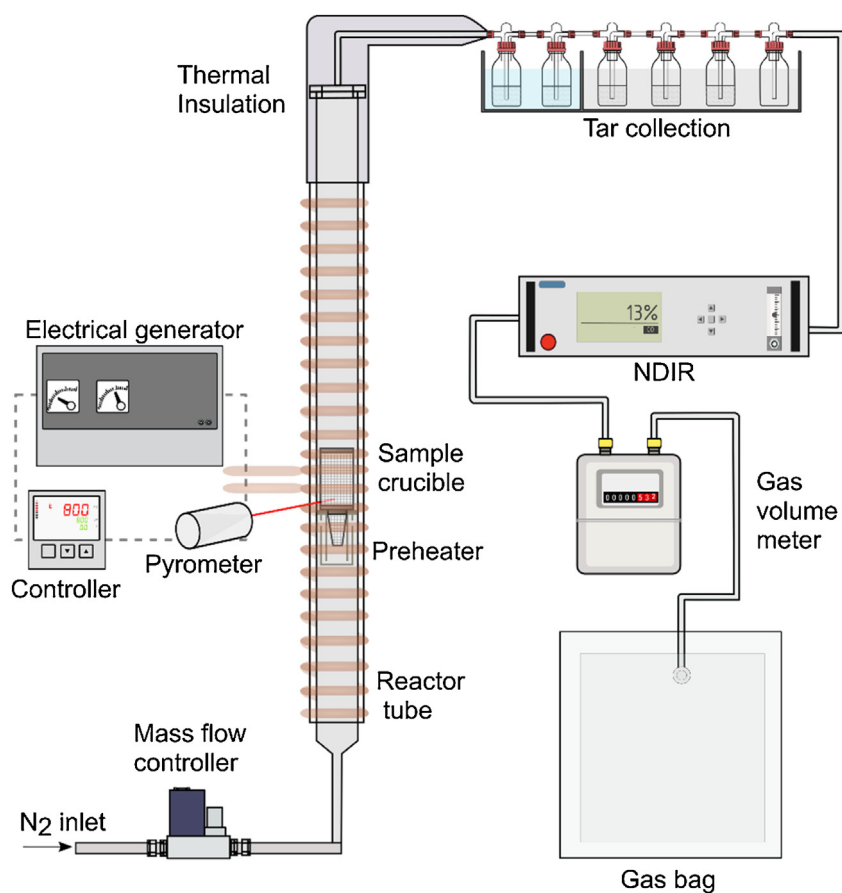 Thermal
Insulation
Tar collection
13%
CO
NDIR
Electrical generator
Sample
crucible
Gas
volume
meter
00000532
800
800
Controller
Pyrometer
Preheater
Reactor
tube
Mass flow
controller
N2 inlet
Gas bag